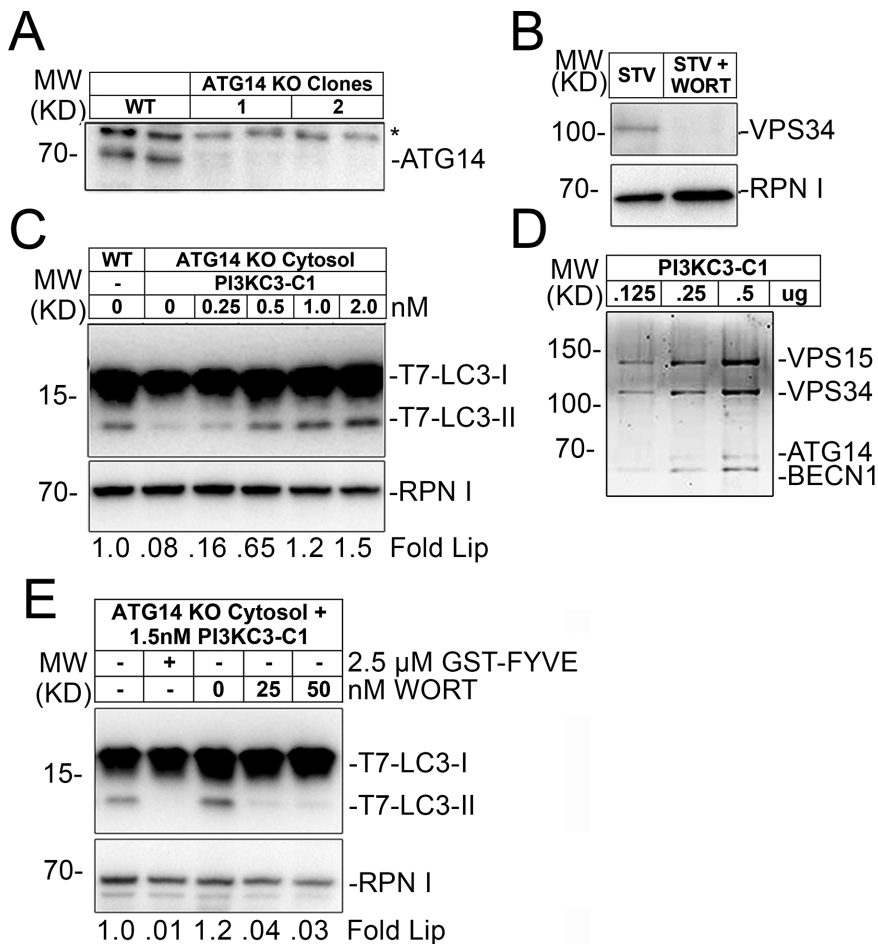 A
MW
(KD)
ATG14 KO Clones
WT 1 2
*
70-
-ATG14
B
MW
(KD)
STV STV +
WORT
100-
-VPS34
70-
-RPN I
C
MW
(KD)
WT ATG14 KO Cytosol
- PI3KC3-C1
0 0 0.25 0.5 1.0 2.0 nM
-T7-LC3-I
15-
-T7-LC3-II
70-
-RPN I
1.0 .08 .16 .65 1.2 1.5 Fold Lip
D
MW
(KD)
PI3KC3-C1
.125 .25 .5 ug
150-
-VPS15
-VPS34
100-
70-
-ATG14
-BECN1
E
ATG14 KO Cytosol +
1.5nM PI3KC3-C1
MW
(KD)
- + - - - 2.5 µM GST-FYVE
- - 0 25 50 nM WORT
-T7-LC3-I
15-
-T7-LC3-II
70-
-RPN I
1.0 .01 1.2 .04 .03 Fold Lip